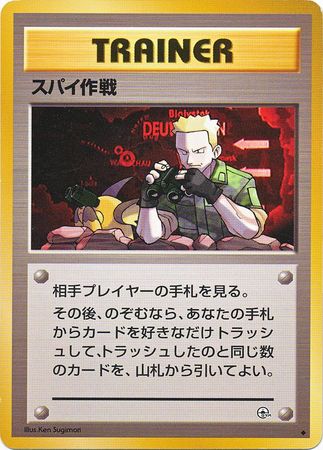 TRAINER
スパイ作戦
Bialystok
相手プレイヤーの手札を見る。
その後、のぞむなら、あなたの手札
からカードを好きなだけトラッシ
ュして、トラッシュしたのと同じ数
のカードを、山札から引いてよい。
Illus.Ken Sugimori